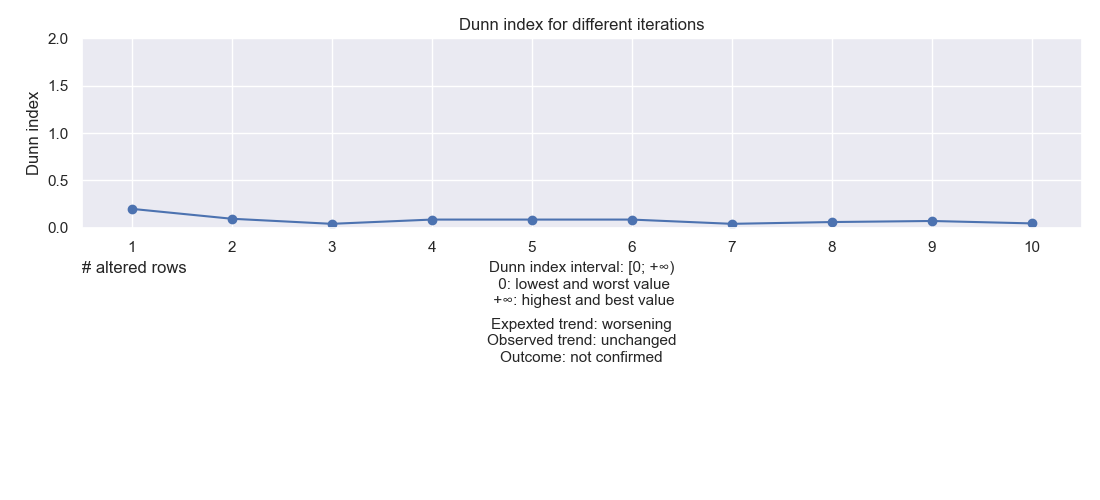 Dunn index for different iterations
2.0
1.5
1.0
0.5
0.0
Dunn index
1 2 3 4 5 6 7 8 9 10
# altered rows
Dunn index interval: [0; +∞)
0: lowest and worst value
+∞: highest and best value
Expexted trend: worsening
Observed trend: unchanged
Outcome: not confirmed